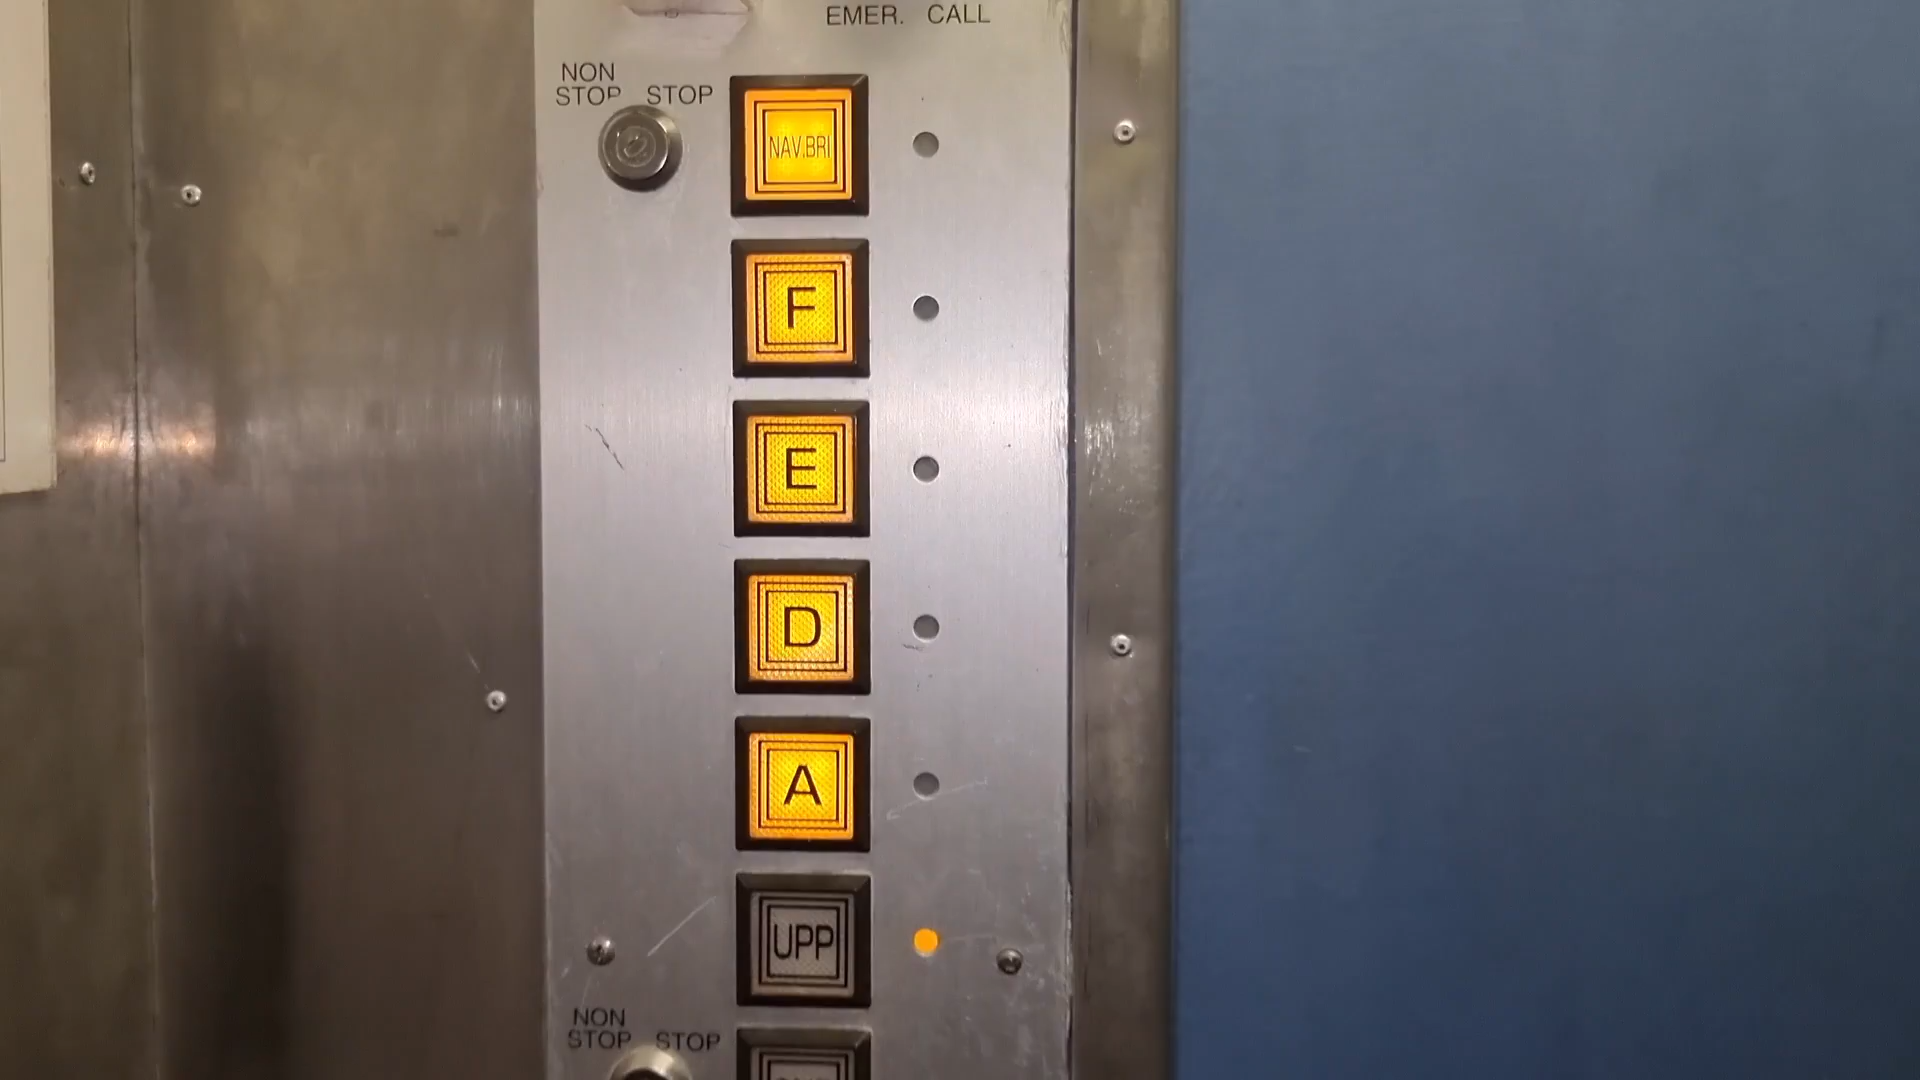 EMER. CALL
NON
STOP STOP
NAV.BRI
F
E
D
A
UPP
NON
STOP STOP